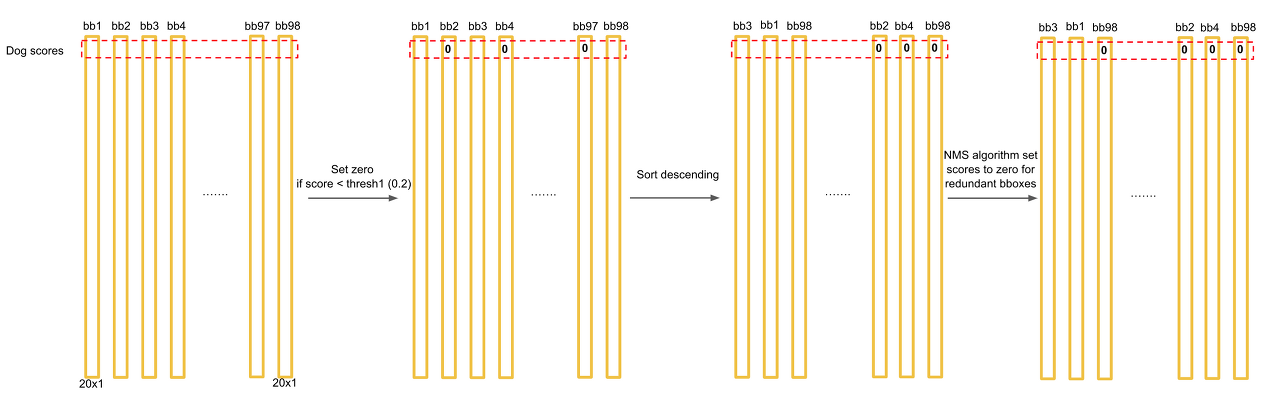 bb1 bb2 bb3 bb4 bb97 bb98
bb1 bb2 bb3 bb4 bb97 bb98
bb3 bb1 bb98 bb2 bb4 bb98
bb3 bb1 bb98 bb2 bb4 bb98
Dog scores
0 0 0
0 0 0
0 0 0 0
Set zero
if score < thresh1 (0.2)
Sort descending
NMS algorithm set
scores to zero for
redundant bboxes
.......
.......
.......
.......
20x1 20x1